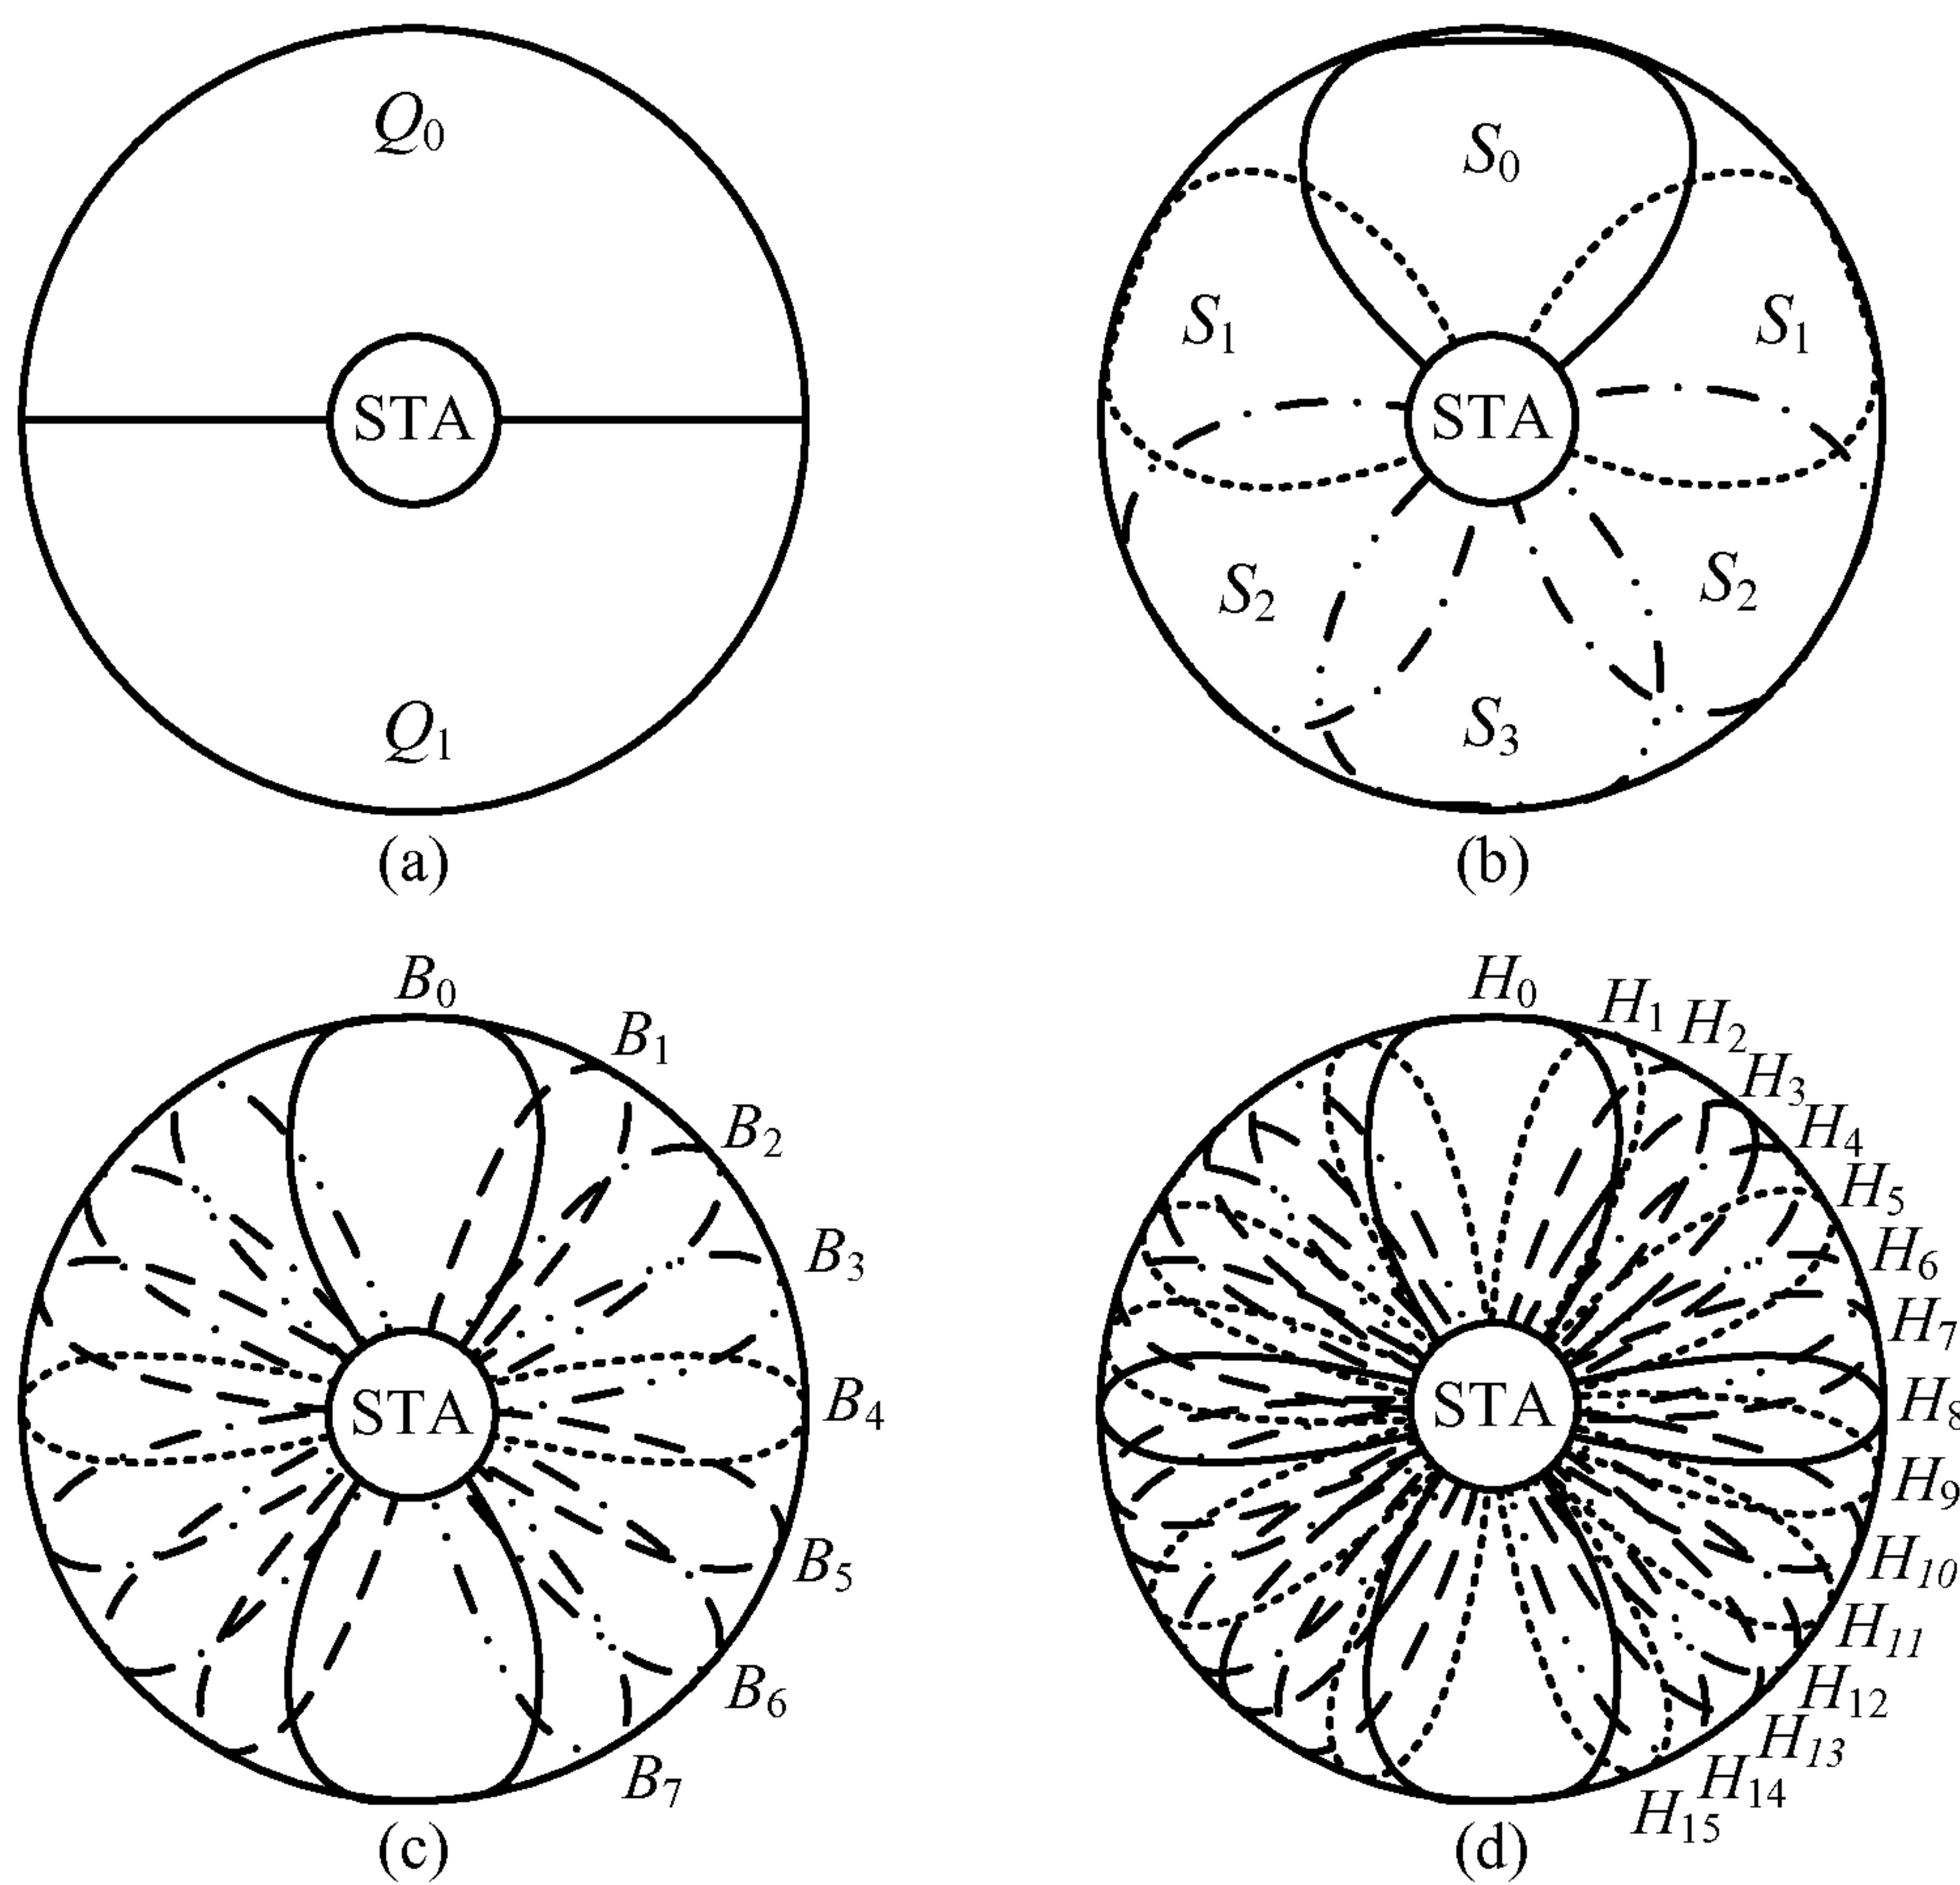 Q0
STA
Q1
(a)
S0
S1 S1
STA
S2 S2
S3
(b)
B0
B1
B2
B3
STA
B4
B5
B6
B7
(c)
H0
H1
H2
H3
H4
H5
H6
H7
STA
H8
H9
H10
H11
H12
H13
H14
H15
(d)